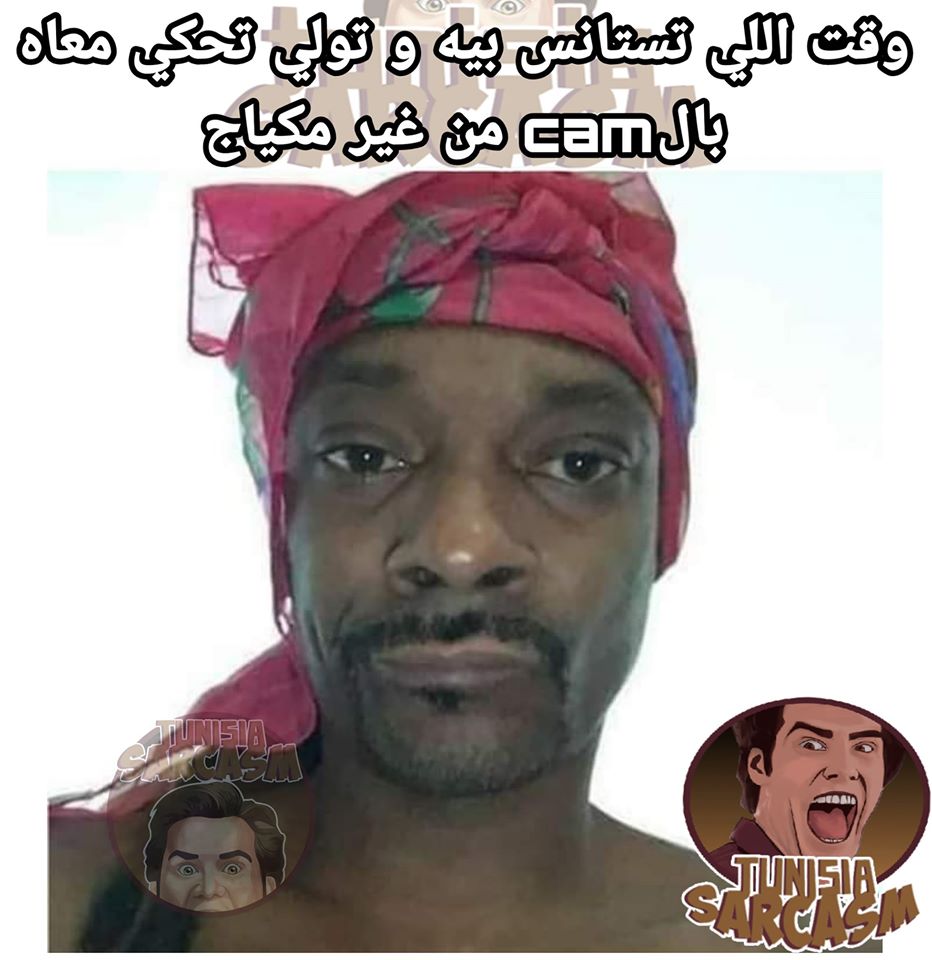 وقت اللي تستانس بيه و تولي تحكي معاه
بالcam من غير مكياج
TUNISIA
SARCASM
TUNISIA
SARCASM